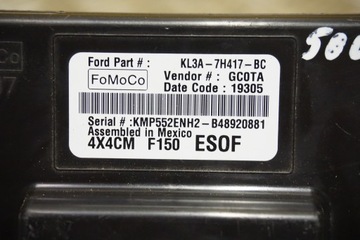 Ford Part # : KL3A-7H417-BC
FoMoCo
Vendor # : GC0TA
Date Code : 19305
Serial # :KMP552ENH2-B48920881
Assembled in Mexico
4X4CM F150 ESOF